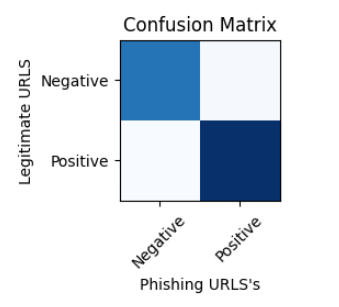 Confusion Matrix
Legitimate URLS
Negative
Positive
Negative
Positive
Phishing URLS's